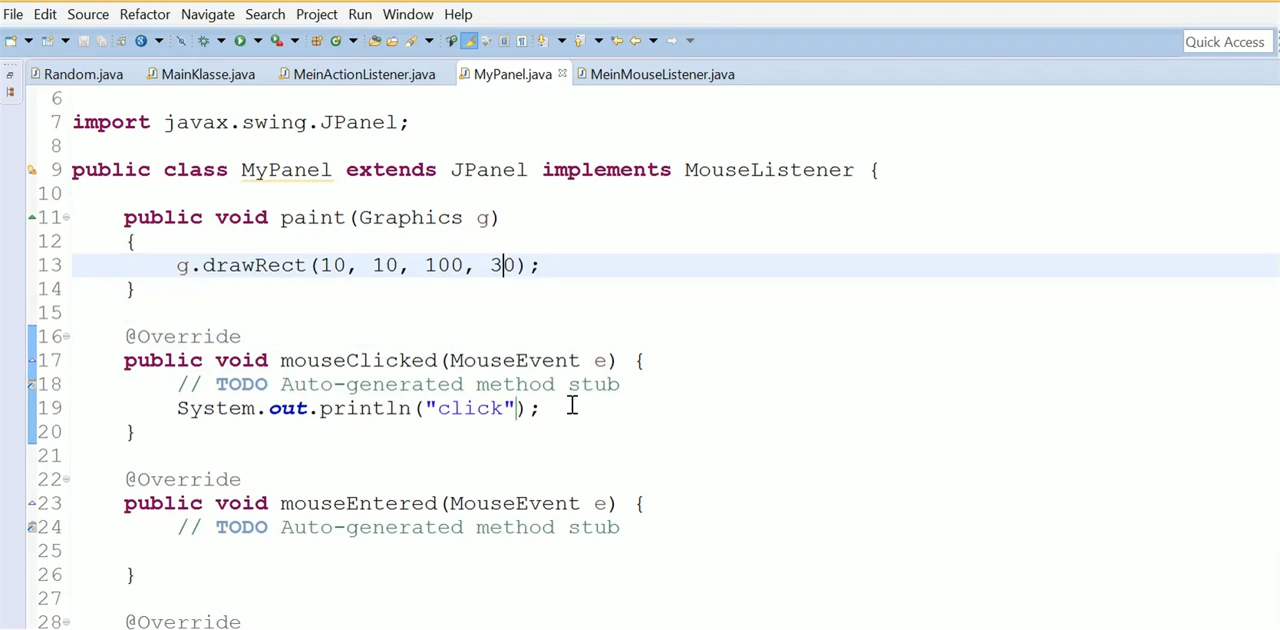 File Edit Source Refactor Navigate Search Project Run Window Help
Quick Access
Random.java MainKlasse.java MeinActionListener.java MyPanel.java MeinMouseListener.java
6
7 import javax.swing.JPanel;
8
9 public class MyPanel extends JPanel implements MouseListener {
10
11 public void paint(Graphics g)
12 {
13 g.drawRect(10, 10, 100, 30);
14 }
15
16 @Override
17 public void mouseClicked(MouseEvent e) {
18 // TODO Auto-generated method stub
19 System.out.println("click");
20 }
21
22 @Override
23 public void mouseEntered(MouseEvent e) {
24 // TODO Auto-generated method stub
25
26 }
27
28 @Override